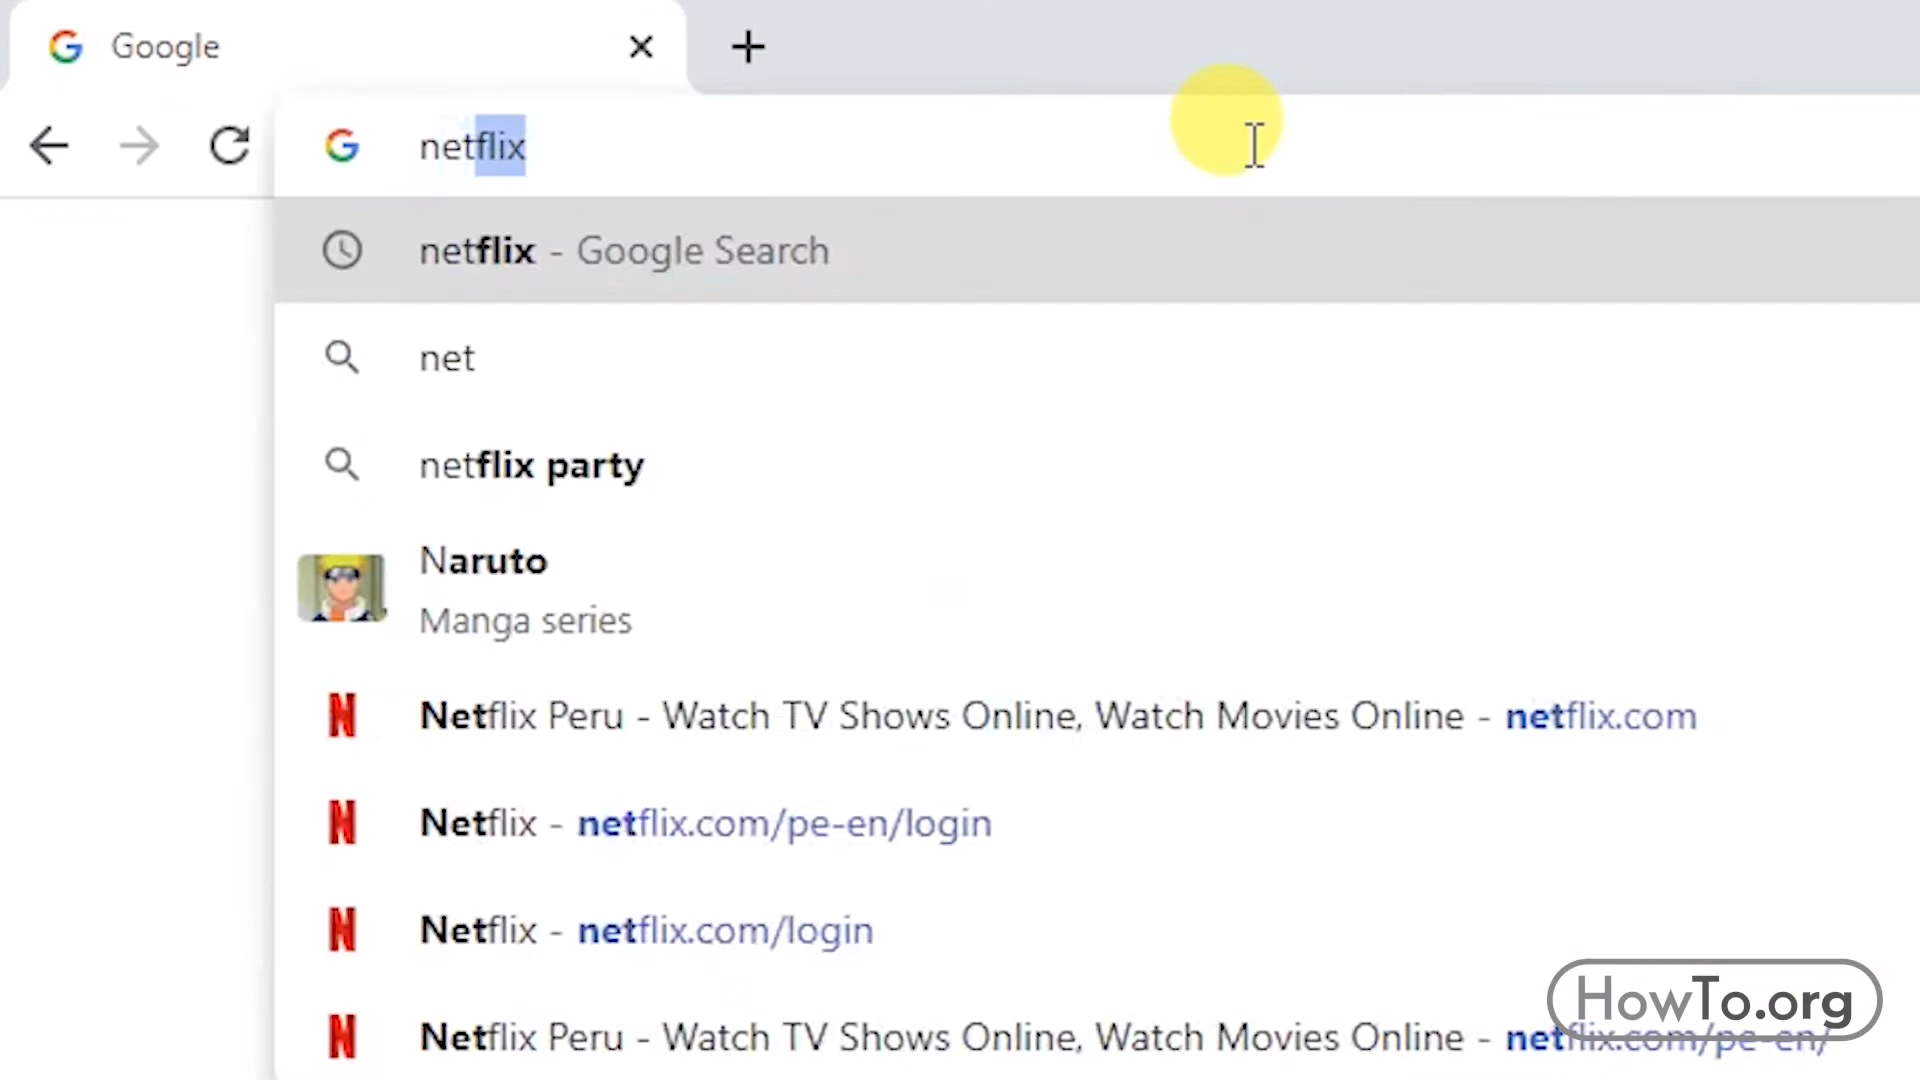 Google
netflix
netflix - Google Search
net
netflix party
Naruto
Manga series
Netflix Peru - Watch TV Shows Online, Watch Movies Online - netflix.com
Netflix - netflix.com/pe-en/login
Netflix - netflix.com/login
HowTo.org
Netflix Peru - Watch TV Shows Online, Watch Movies Online - netflix.com/pe-en/